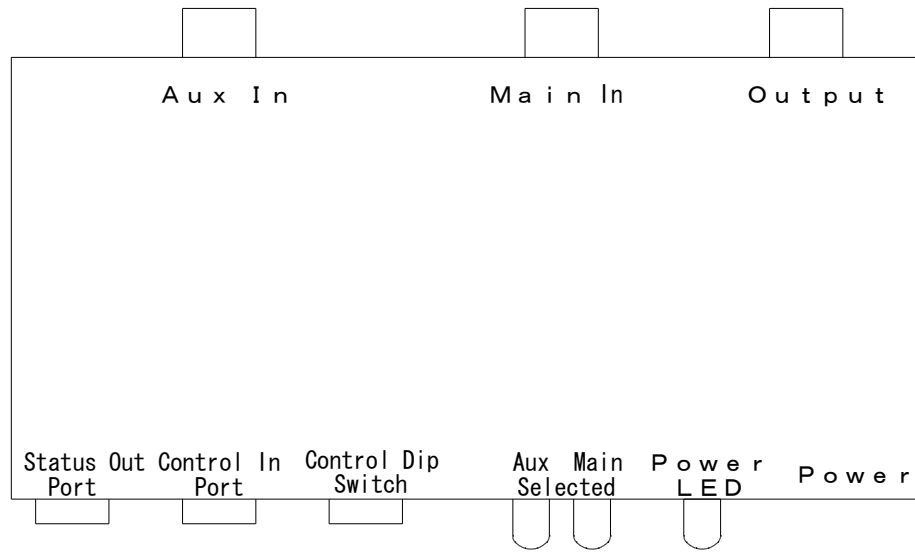 Aux In Main In Output
Status Out Control In Control Dip Aux Main Power
Port Port Switch Selected LED Power